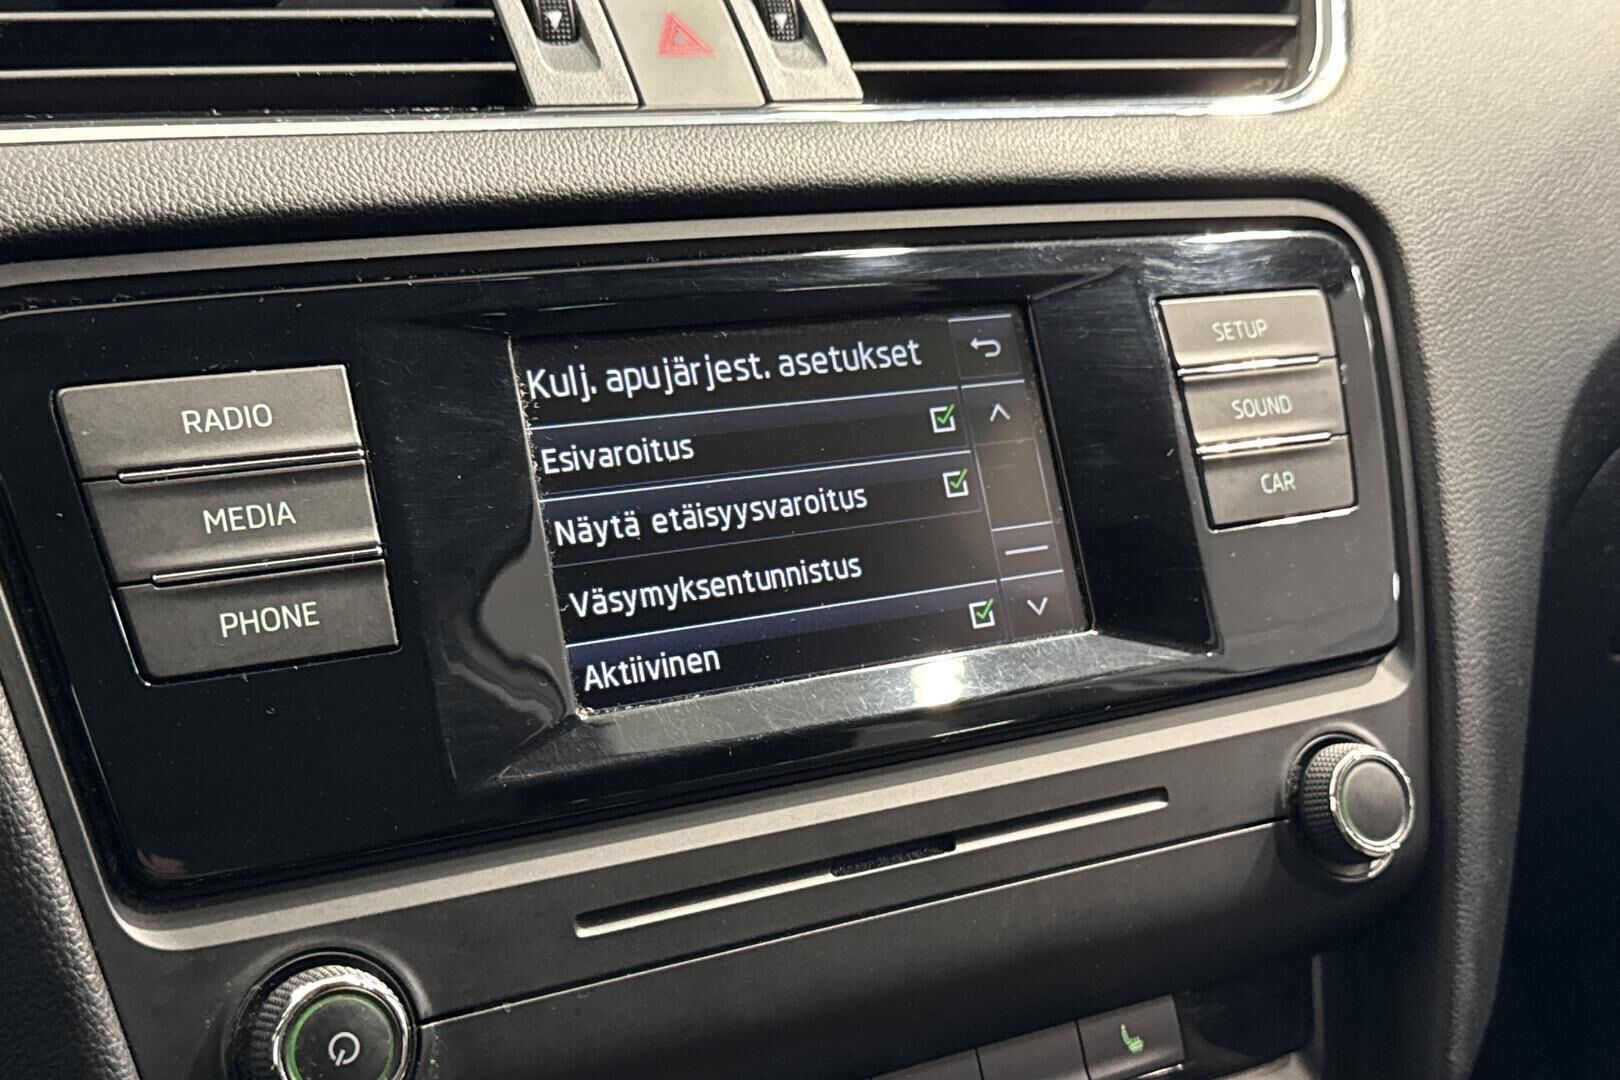 RADIO
MEDIA
PHONE
Kulj. apujärjest. asetukset
Esivaroitus
Näytä etäisyysvaroitus
Väsymyksentunnistus
Aktiivinen
SETUP
SOUND
CAR